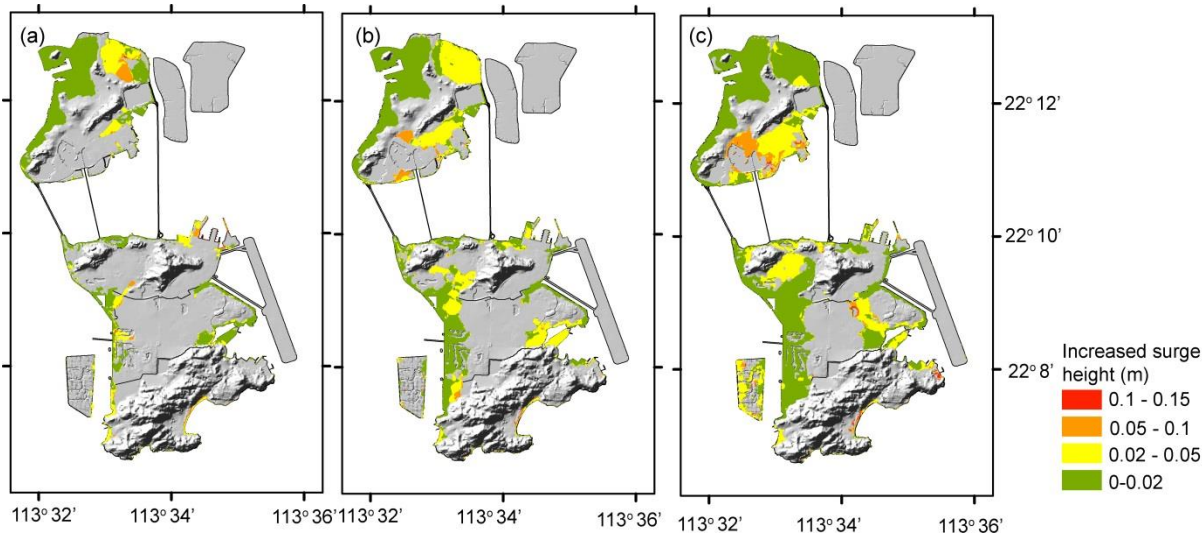 (a)
(b)
(c)
22° 12'
22° 10'
22° 8'
Increased surge
height (m)
0.1 - 0.15
0.05 - 0.1
0.02 - 0.05
0-0.02
113° 32' 113° 34' 113° 36' 113° 32' 113° 34' 113° 36' 113° 32' 113° 34' 113° 36'